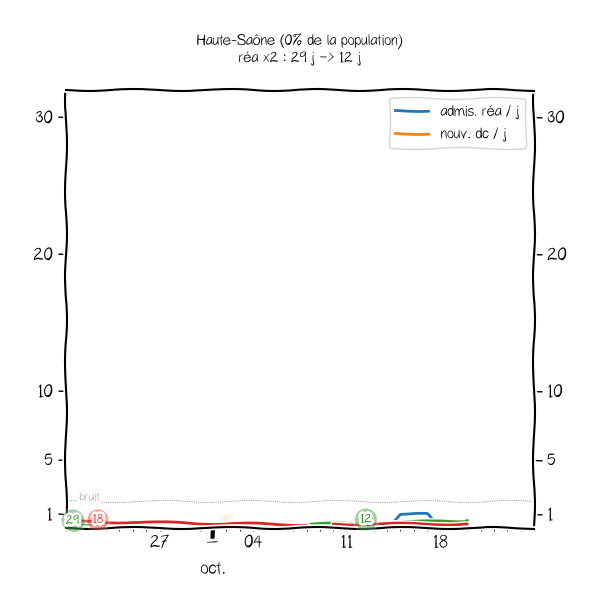 Haute-Saône (0% de la population)
réa x2 : 29 j -> 12 j
admis. réa / j
nouv. dc / j
30
30
20
20
10
10
5
5
bruit
1
1
29
18
12
27
04
11
18
oct.